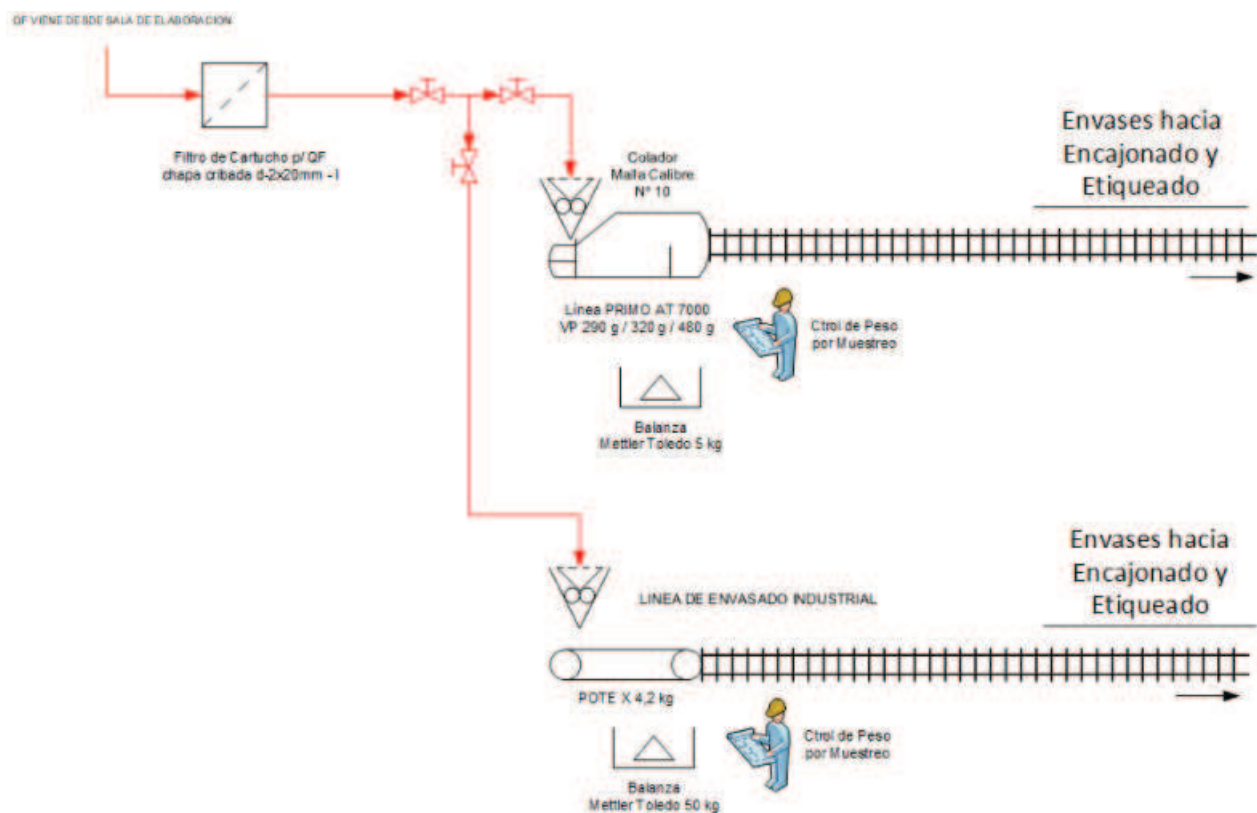 QF VIENE DESDE SALA DE ELABORACION
Filtro de Cartucho p/ QF
chapa cribada d-2x20mm - I
Colador
Malla Calibre
N° 10
Envases hacia
Encajonado y
Etiqueado
Línea PRIMO AT 7000
VP 290 g / 320 g / 480 g
Ctrol de Peso
por Muestreo
Balanza
Mettler Toledo 5 kg
Envases hacia
Encajonado y
Etiqueado
LINEA DE ENVASADO INDUSTRIAL
POTE X 4,2 kg
Ctrol de Peso
por Muestreo
Balanza
Mettler Toledo 50 kg